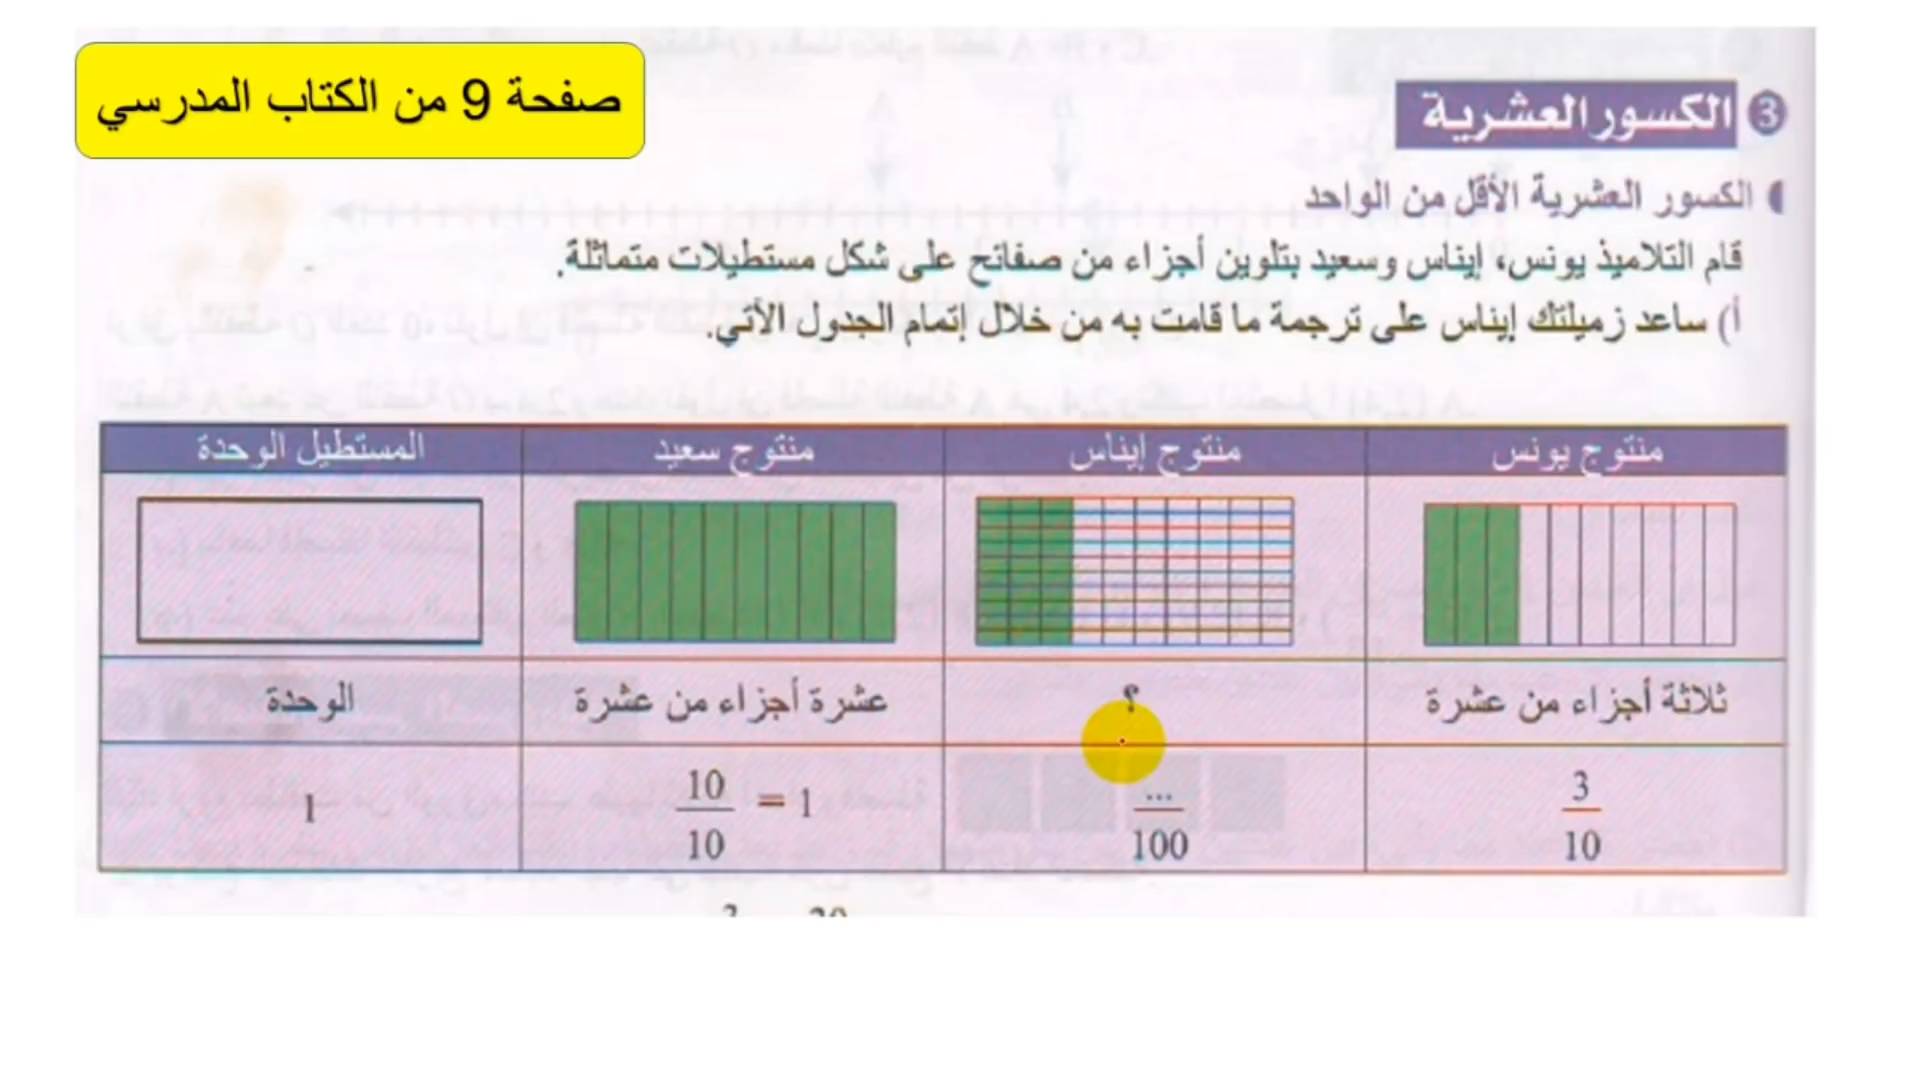 صفحة 9 من الكتاب المدرسي
3 الكسور العشرية
الكسور العشرية الأقل من الواحد
قام التلاميذ يونس، إيناس وسعيد بتلوين أجزاء من صفائح على شكل مستطيلات متماثلة.
أ) ساعد زميلتك إيناس على ترجمة ما قامت به من خلال إتمام الجدول الآتي.
منتوج يونس منتوج إيناس منتوج سعيد المستطيل الوحدة
ثلاثة أجزاء من عشرة ؟ عشرة أجزاء من عشرة الوحدة
3/10 .../100 10/10 = 1 1